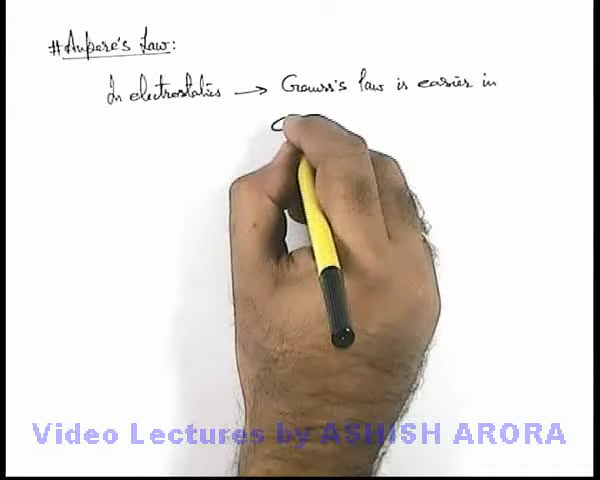 # Ampere's Law:
In electrostatics → Gauss's law is easier in
Video Lectures by ASHISH ARORA